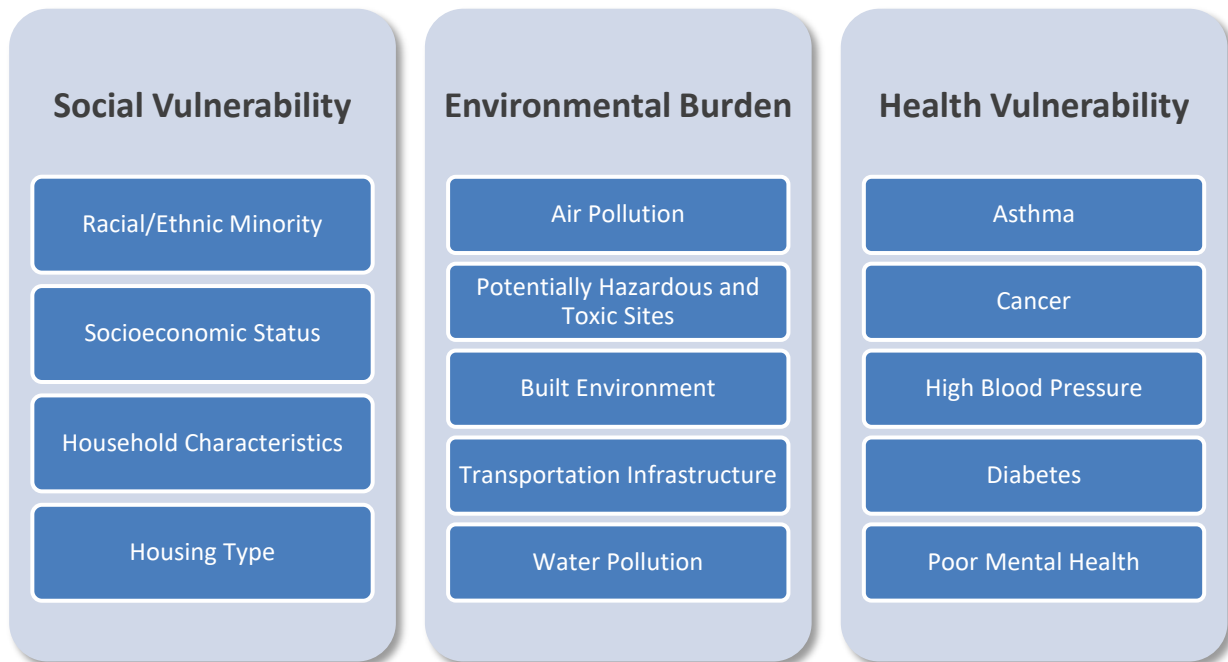 Social Vulnerability
Racial/Ethnic Minority
Socioeconomic Status
Household Characteristics
Housing Type
Environmental Burden
Air Pollution
Potentially Hazardous and
Toxic Sites
Built Environment
Transportation Infrastructure
Water Pollution
Health Vulnerability
Asthma
Cancer
High Blood Pressure
Diabetes
Poor Mental Health